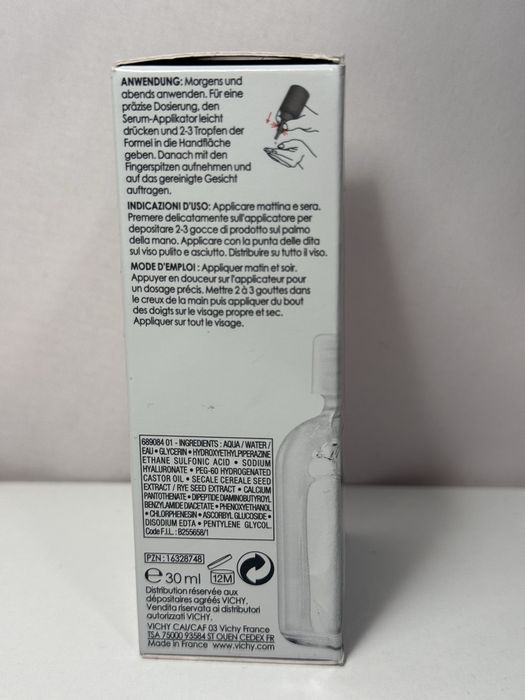 ANWENDUNG: Morgens und
abends anwenden. Für eine
präzise Dosierung, den
Serum-Applikator leicht
drücken und 2-3 Tropfen der
Formel in die Handfläche
geben. Danach mit den
Fingerspitzen aufnehmen und
auf das gereinigte Gesicht
auftragen.
INDICAZIONI D'USO: Applicare mattina e sera.
Premere delicatamente sull'applicatore per
depositare 2-3 gocce di prodotto sul palmo
della mano. Applicare con la punta delle dita
sul viso pulito e asciutto. Distribuire su tutto il viso.
MODE D'EMPLOI : Appliquer matin et soir.
Appuyer en douceur sur l'applicateur pour
un dosage précis. Mettre 2 à 3 gouttes dans
le creux de la main puis appliquer du bout
des doigts sur le visage propre et sec.
Appliquer sur tout le visage.
689084 01 - INGREDIENTS : AQUA / WATER /
EAU • GLYCERIN • HYDROXYETHYLPIPERAZINE
ETHANE SULFONIC ACID • SODIUM
HYALURONATE • PEG-60 HYDROGENATED
CASTOR OIL • SECALE CEREALE SEED
EXTRACT / RYE SEED EXTRACT • CALCIUM
PANTOTHENATE • DIPEPTIDE DIAMINOBUTYROYL
BENZYLAMIDE DIACETATE • PHENOXYETHANOL
• CHLORPHENESIN • ASCORBYL GLUCOSIDE •
DISODIUM EDTA • PENTYLENE GLYCOL.
Code F.I.L. : B255658/1
PZN : 16328748
e 30 ml 12M
Distribution réservée aux
dépositaires agréés VICHY.
Vendita riservata ai distributori
autorizzati VICHY.
VICHY CAI/CAF 03 Vichy France
TSA 75000 93584 ST OUEN CEDEX FR
Made in France www.vichy.com